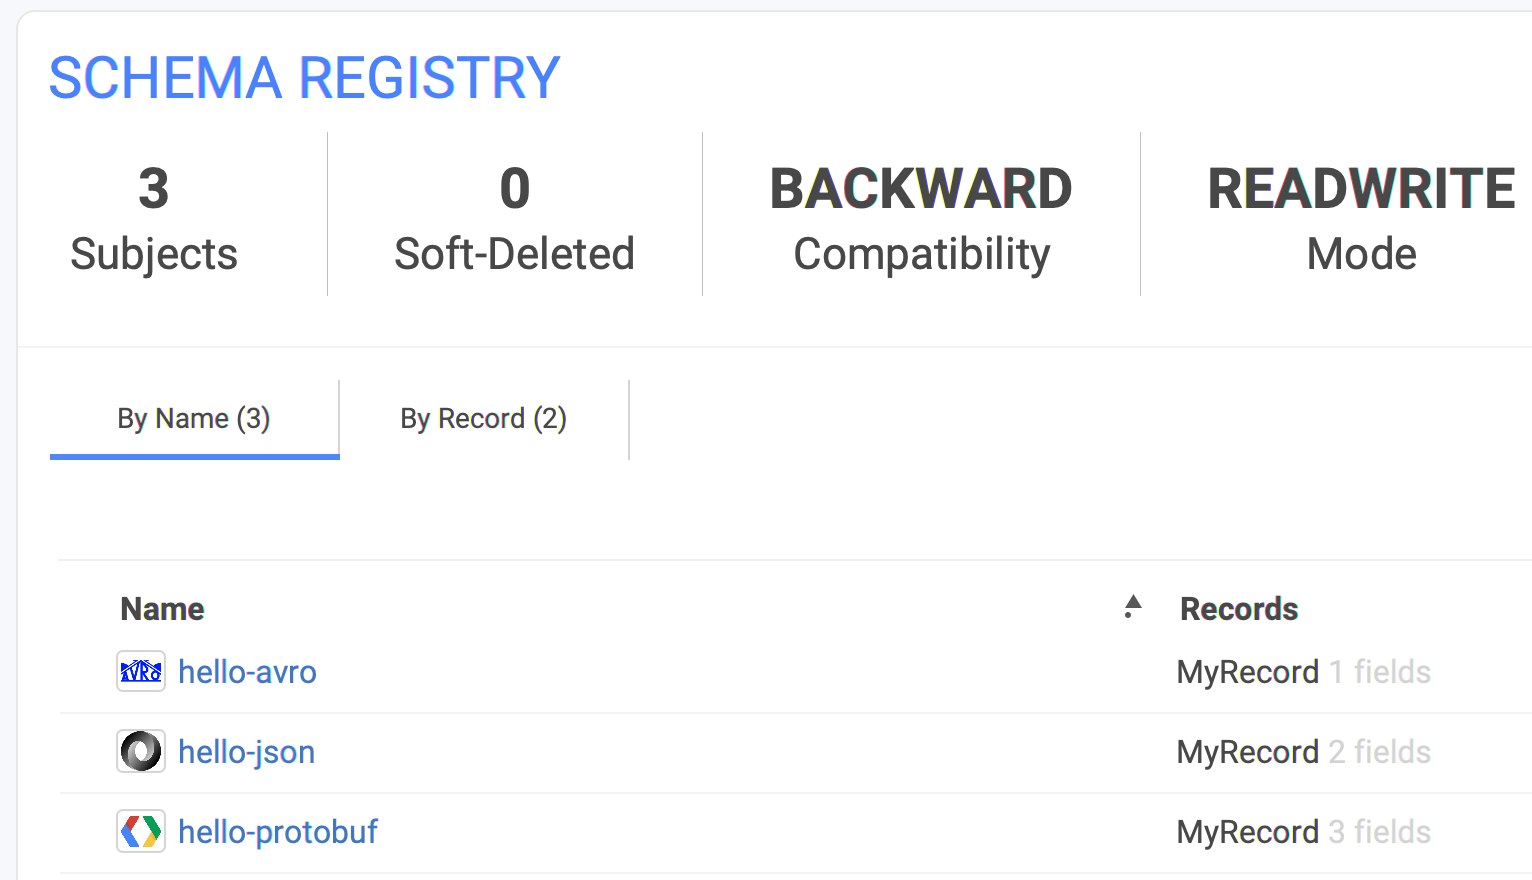 SCHEMA REGISTRY
3 0 BACKWARD READWRITE
Subjects Soft-Deleted Compatibility Mode
By Name (3) By Record (2)
Name Records
AVRO hello-avro MyRecord 1 fields
hello-json MyRecord 2 fields
hello-protobuf MyRecord 3 fields